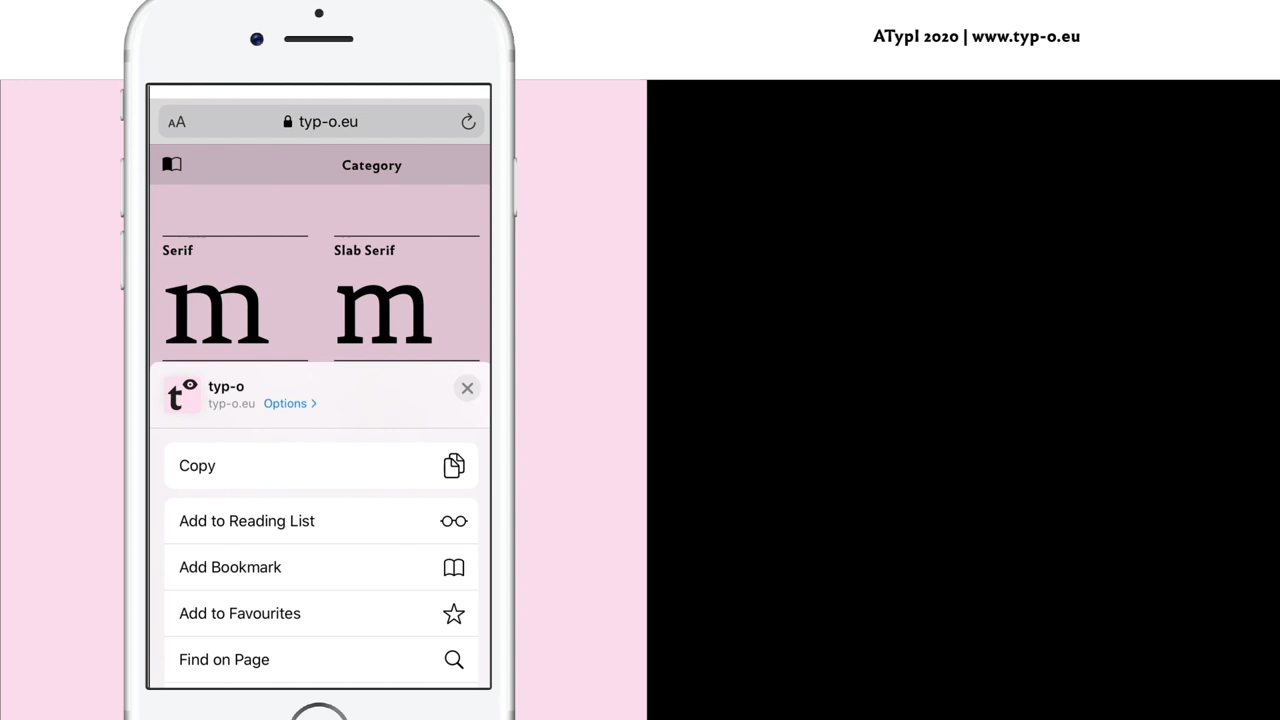 ATypI 2020 | www.typ-o.eu
AA typ-o.eu
Category
Serif Slab Serif
m m
t typ-o
typ-o.eu Options >
Copy
Add to Reading List
Add Bookmark
Add to Favourites
Find on Page